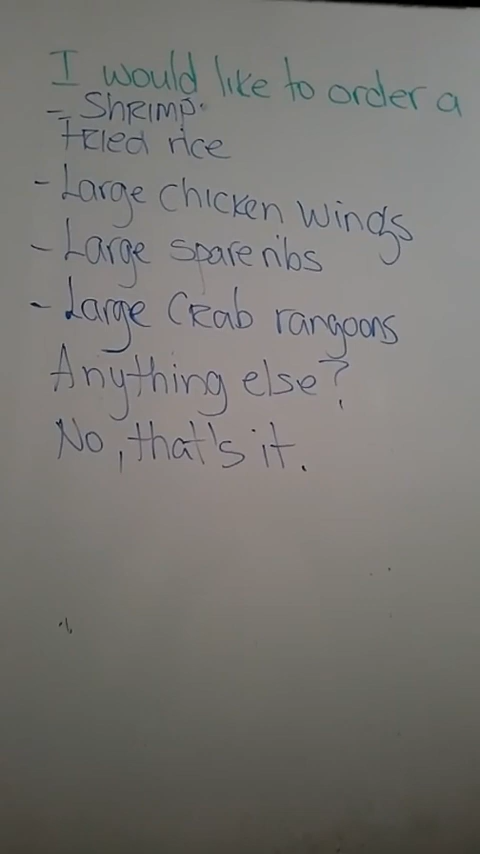 I would like to order a
- Shrimp
Fried rice
- Large chicken wings
- Large spare ribs
- Large Crab rangoons
Anything else?
No, that's it.